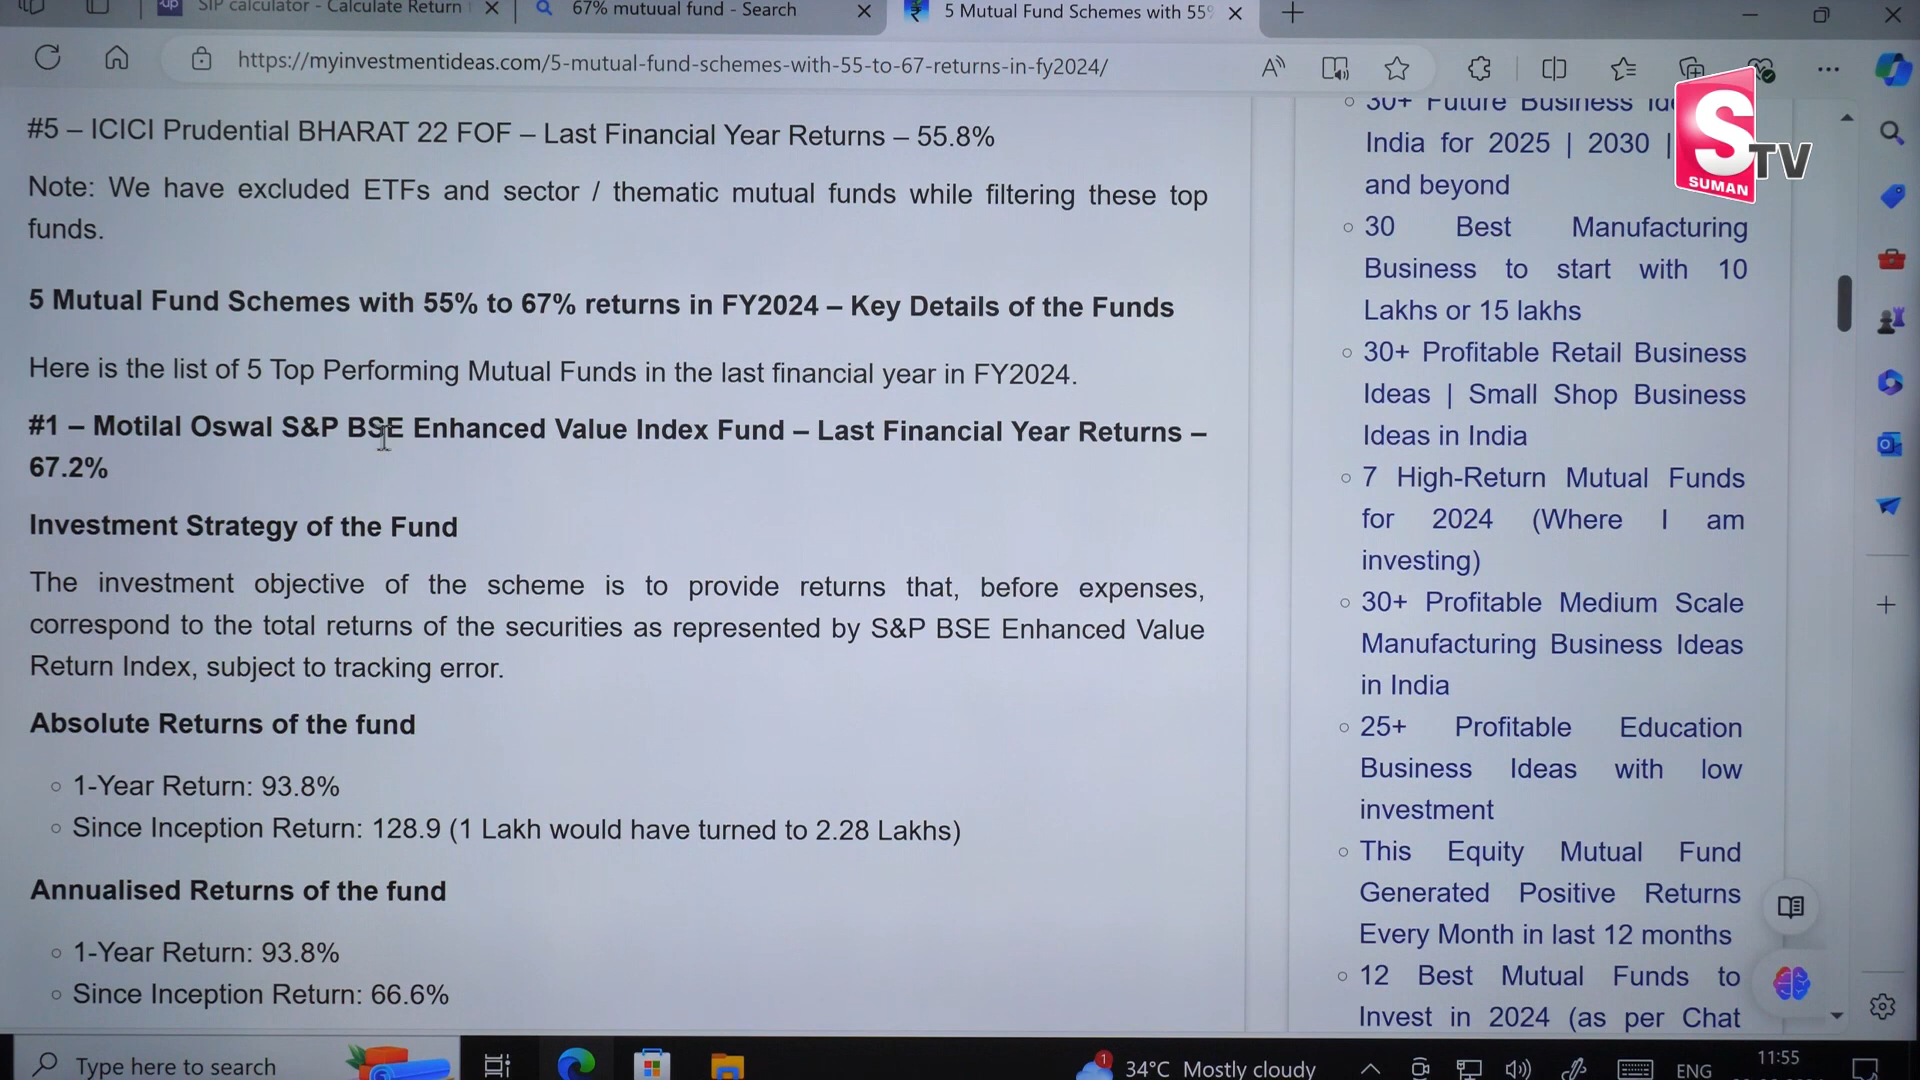 SIP calculator - Calculate Return
67% mutuual fund - Search
5 Mutual Fund Schemes with 55%
https://myinvestmentideas.com/5-mutual-fund-schemes-with-55-to-67-returns-in-fy2024/
#5 – ICICI Prudential BHARAT 22 FOF – Last Financial Year Returns – 55.8%
Note: We have excluded ETFs and sector / thematic mutual funds while filtering these top
funds.
5 Mutual Fund Schemes with 55% to 67% returns in FY2024 – Key Details of the Funds
Here is the list of 5 Top Performing Mutual Funds in the last financial year in FY2024.
#1 – Motilal Oswal S&P BSE Enhanced Value Index Fund – Last Financial Year Returns –
67.2%
Investment Strategy of the Fund
The investment objective of the scheme is to provide returns that, before expenses,
correspond to the total returns of the securities as represented by S&P BSE Enhanced Value
Return Index, subject to tracking error.
Absolute Returns of the fund
1-Year Return: 93.8%
Since Inception Return: 128.9 (1 Lakh would have turned to 2.28 Lakhs)
Annualised Returns of the fund
1-Year Return: 93.8%
Since Inception Return: 66.6%
30+ Future Business
India for 2025 | 2030 |
and beyond
30 Best Manufacturing
Business to start with 10
Lakhs or 15 lakhs
30+ Profitable Retail Business
Ideas | Small Shop Business
Ideas in India
7 High-Return Mutual Funds
for 2024 (Where I am
investing)
30+ Profitable Medium Scale
Manufacturing Business Ideas
in India
25+ Profitable Education
Business Ideas with low
investment
This Equity Mutual Fund
Generated Positive Returns
Every Month in last 12 months
12 Best Mutual Funds to
Invest in 2024 (as per Chat
S TV
SUMAN
Type here to search
1
34°C Mostly cloudy
ENG
11:55